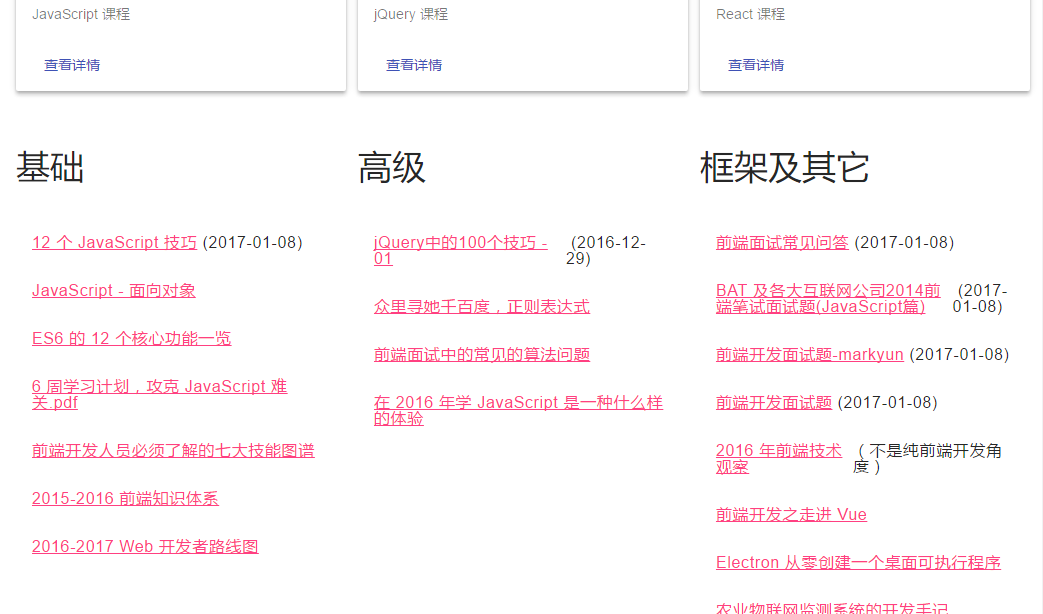 JavaScript 课程
查看详情
jQuery 课程
查看详情
React 课程
查看详情
基础
12 个 JavaScript 技巧 (2017-01-08)
JavaScript - 面向对象
ES6 的 12 个核心功能一览
6 周学习计划，攻克 JavaScript 难
关.pdf
前端开发人员必须了解的七大技能图谱
2015-2016 前端知识体系
2016-2017 Web 开发者路线图
高级
jQuery中的100个技巧 -
01
(2016-12-
29)
众里寻她千百度，正则表达式
前端面试中的常见的算法问题
在 2016 年学 JavaScript 是一种什么样
的体验
框架及其它
前端面试常见问答 (2017-01-08)
BAT 及各大互联网公司2014前
端笔试面试题(JavaScript篇)
(2017-
01-08)
前端开发面试题-markyun (2017-01-08)
前端开发面试题 (2017-01-08)
2016 年前端技术
观察
（不是纯前端开发角
度）
前端开发之走进 Vue
Electron 从零创建一个桌面可执行程序
农业物联网监测系统的开发手记